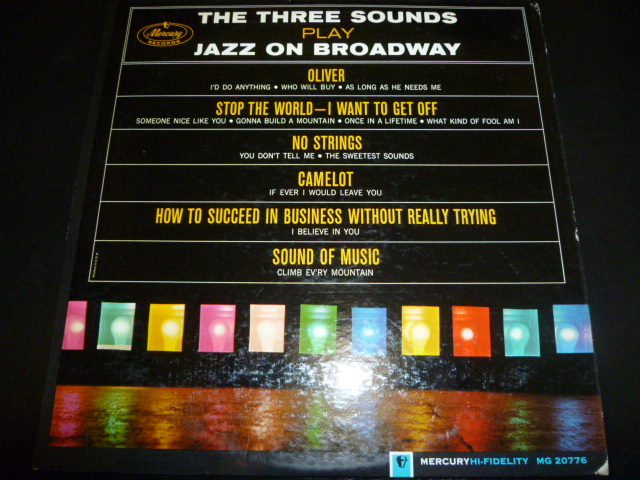 THE THREE SOUNDS
PLAY
JAZZ ON BROADWAY
Mercury
RECORDS
OLIVER
I'D DO ANYTHING • WHO WILL BUY • AS LONG AS HE NEEDS ME
STOP THE WORLD—I WANT TO GET OFF
SOMEONE NICE LIKE YOU • GONNA BUILD A MOUNTAIN • ONCE IN A LIFETIME • WHAT KIND OF FOOL AM I
NO STRINGS
YOU DON'T TELL ME • THE SWEETEST SOUNDS
CAMELOT
IF EVER I WOULD LEAVE YOU
HOW TO SUCCEED IN BUSINESS WITHOUT REALLY TRYING
I BELIEVE IN YOU
SOUND OF MUSIC
CLIMB EV'RY MOUNTAIN
MERCURY HI-FIDELITY MG 20776